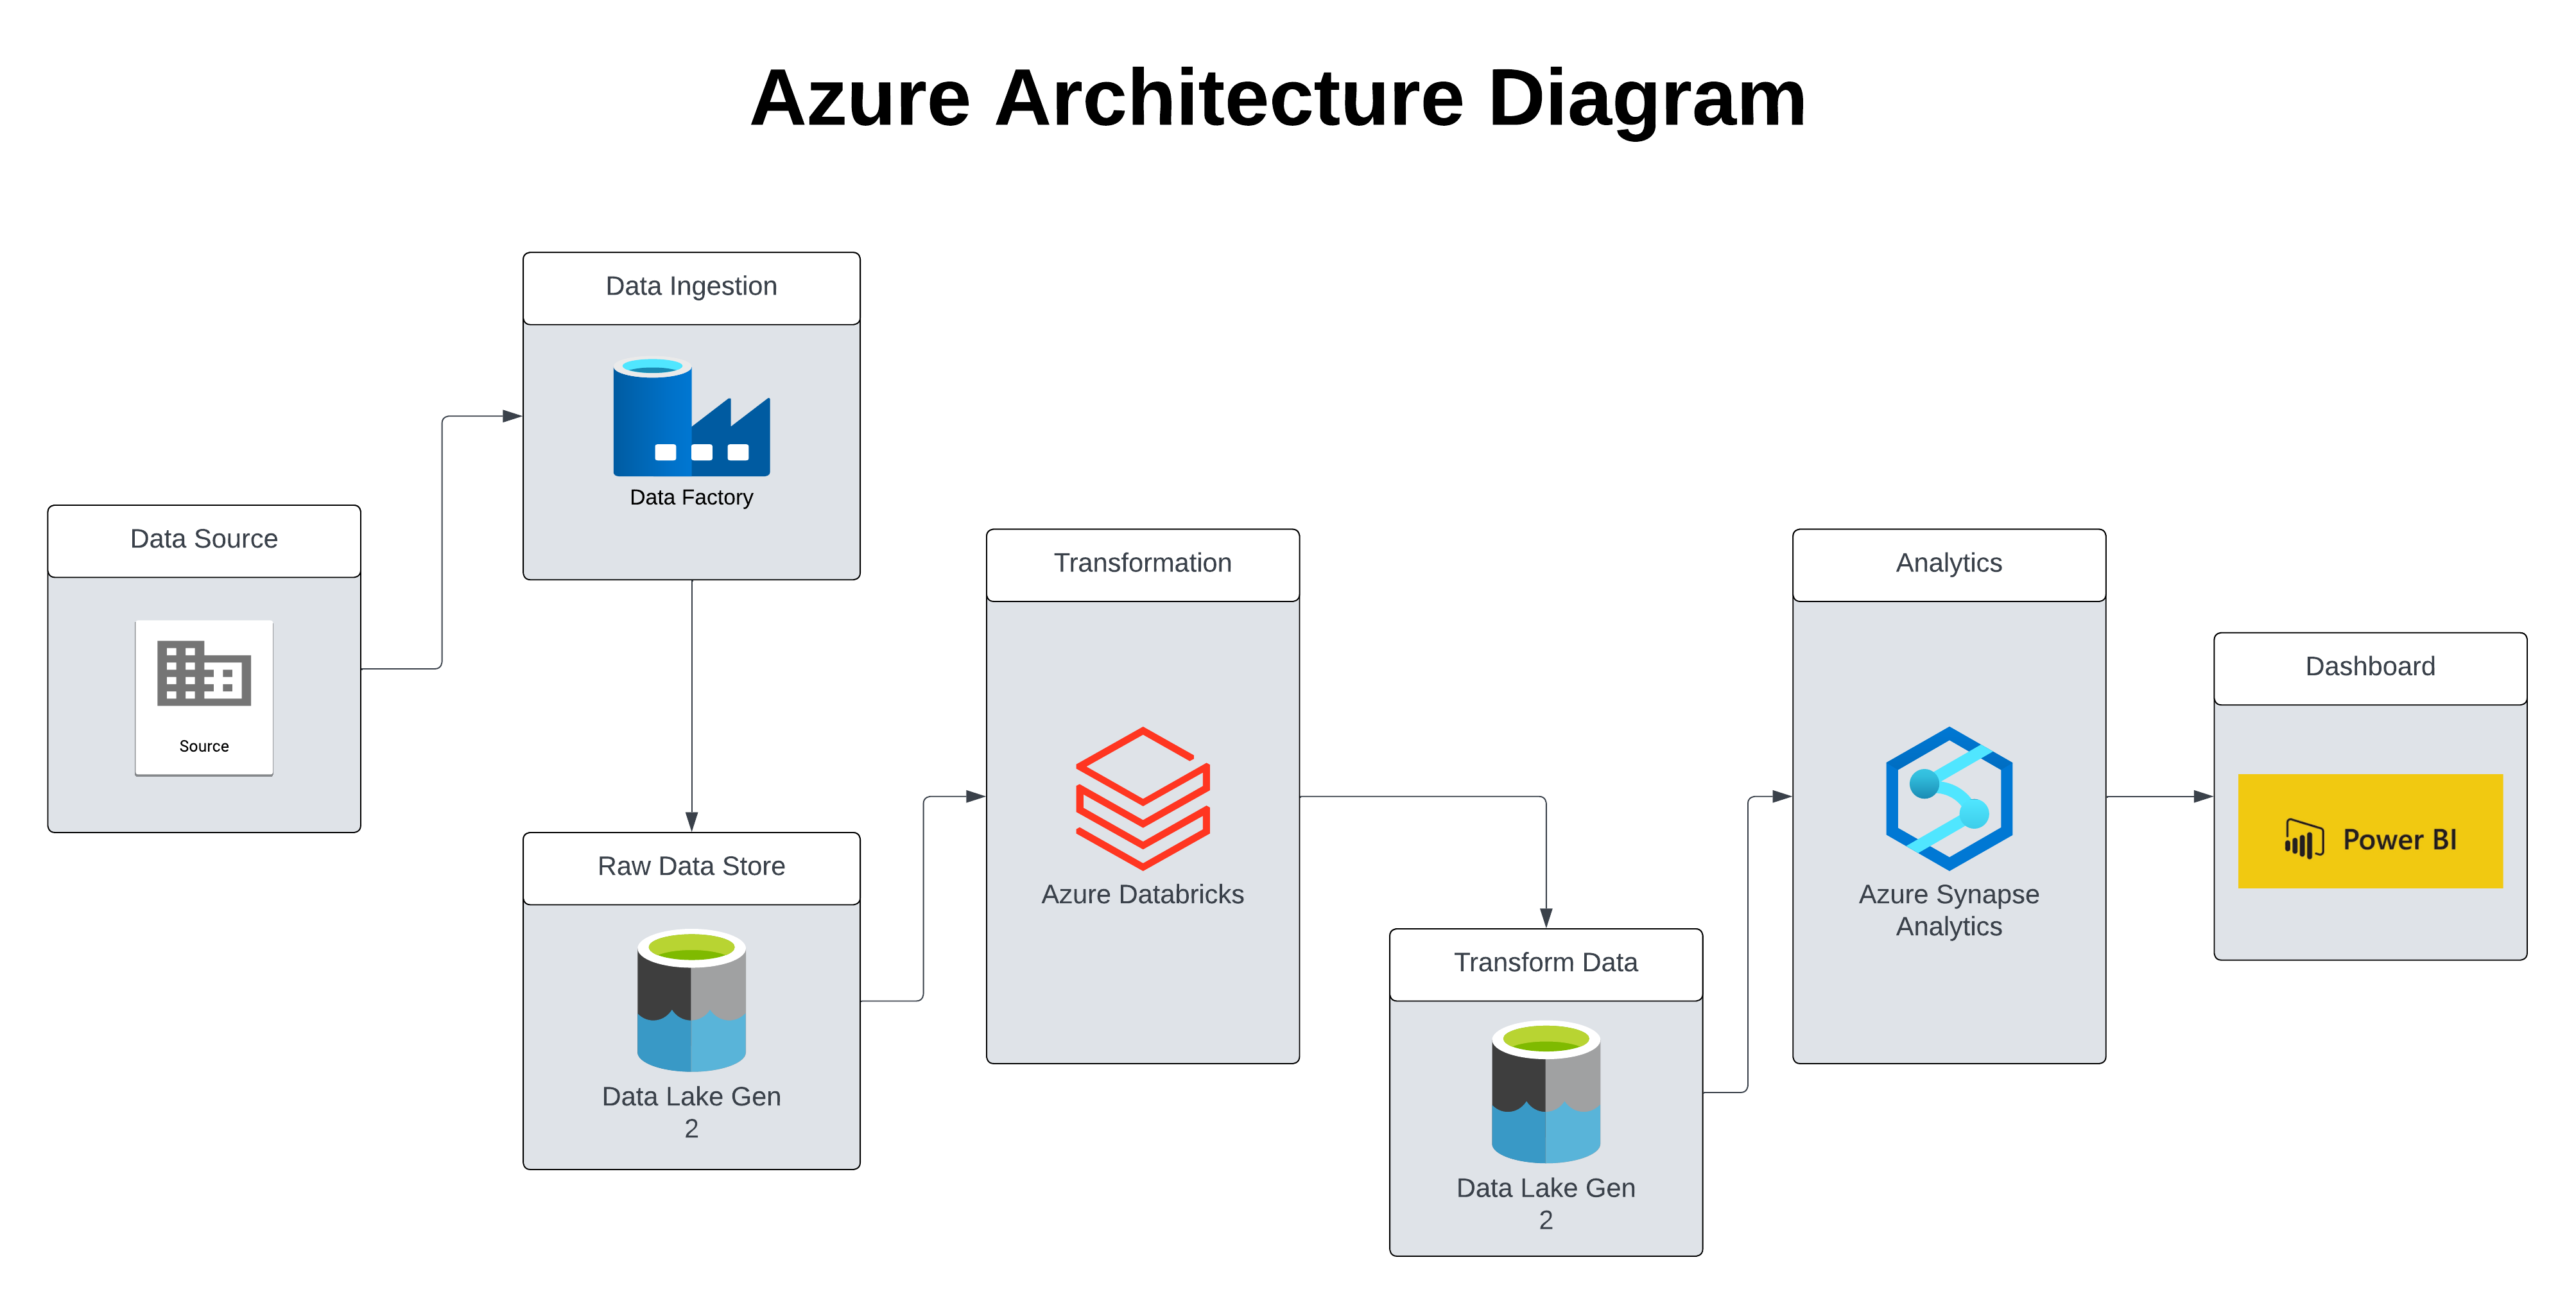 Azure Architecture Diagram
Data Source
Source
Data Ingestion
Data Factory
Raw Data Store
Data Lake Gen
2
Transformation
Azure Databricks
Transform Data
Data Lake Gen
2
Analytics
Azure Synapse
Analytics
Dashboard
Power BI